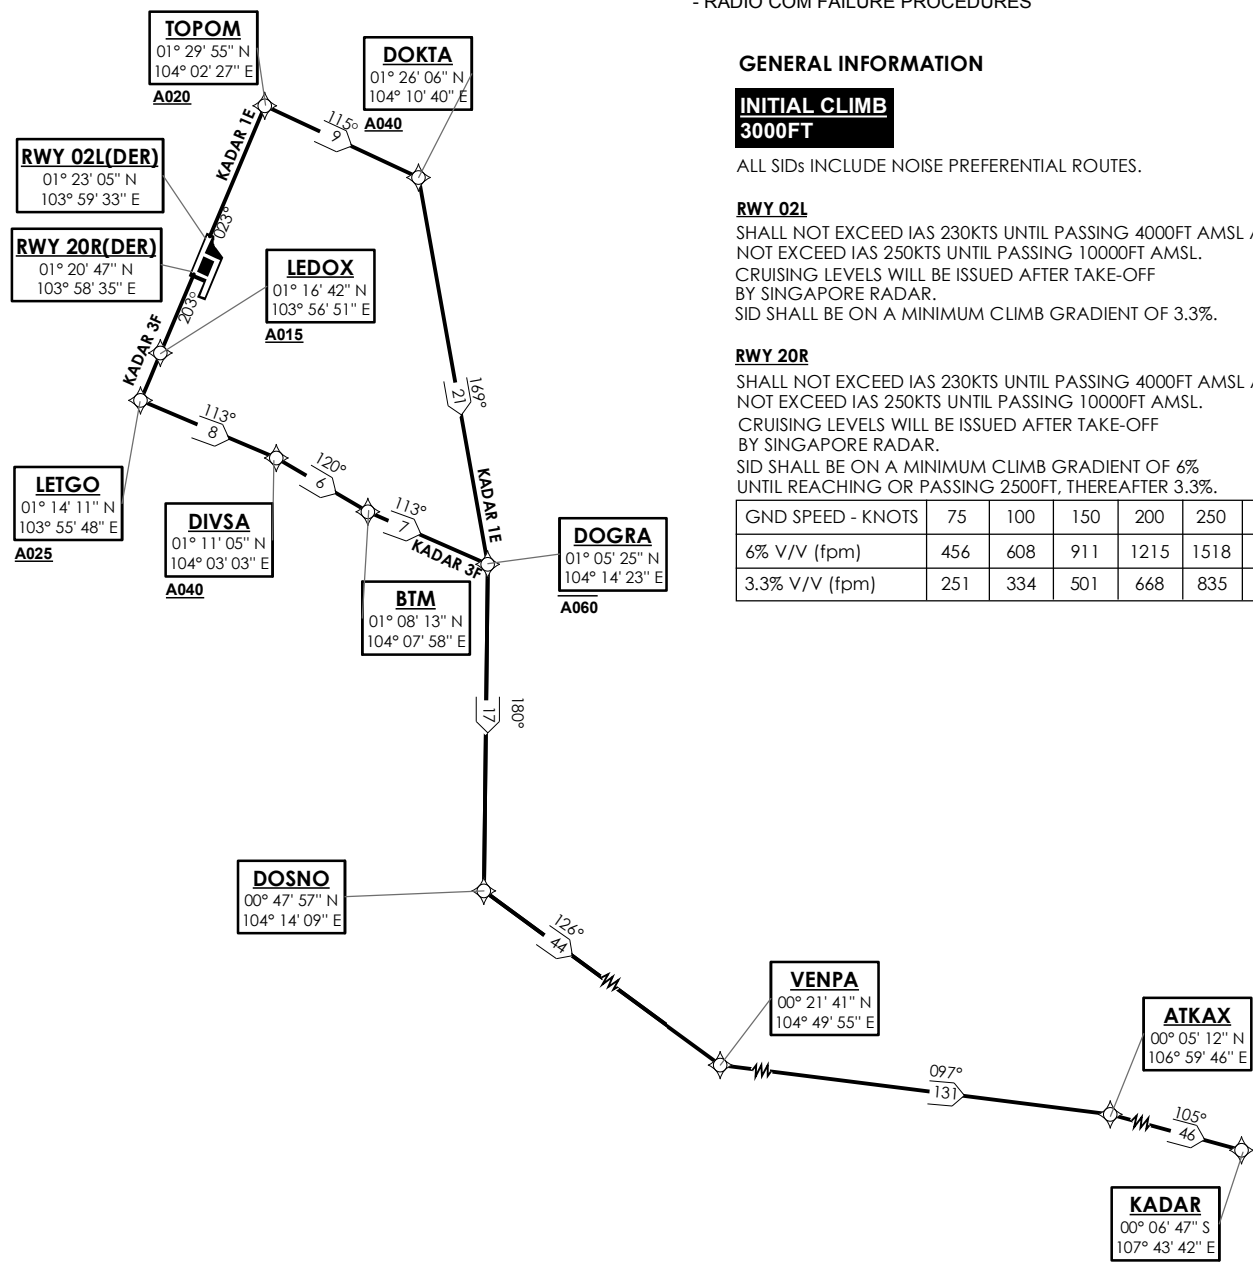 - RADIO COM FAILURE PROCEDURES
GENERAL INFORMATION
INITIAL CLIMB
3000FT
ALL SIDs INCLUDE NOISE PREFERENTIAL ROUTES.
RWY 02L
SHALL NOT EXCEED IAS 230KTS UNTIL PASSING 4000FT AMSL
NOT EXCEED IAS 250KTS UNTIL PASSING 10000FT AMSL.
CRUISING LEVELS WILL BE ISSUED AFTER TAKE-OFF
BY SINGAPORE RADAR.
SID SHALL BE ON A MINIMUM CLIMB GRADIENT OF 3.3%.
RWY 20R
SHALL NOT EXCEED IAS 230KTS UNTIL PASSING 4000FT AMSL
NOT EXCEED IAS 250KTS UNTIL PASSING 10000FT AMSL.
CRUISING LEVELS WILL BE ISSUED AFTER TAKE-OFF
BY SINGAPORE RADAR.
SID SHALL BE ON A MINIMUM CLIMB GRADIENT OF 6%
UNTIL REACHING OR PASSING 2500FT, THEREAFTER 3.3%.
GND SPEED - KNOTS 75 100 150 200 250
6% V/V (fpm) 456 608 911 1215 1518
3.3% V/V (fpm) 251 334 501 668 835
TOPOM
01° 29' 55" N
104° 02' 27" E
A020
DOKTA
01° 26' 06" N
104° 10' 40" E
A040
115°
9
KADAR 1E
RWY 02L(DER)
01° 23' 05" N
103° 59' 33" E
023°
RWY 20R(DER)
01° 20' 47" N
103° 58' 35" E
203°
LEDOX
01° 16' 42" N
103° 56' 51" E
A015
KADAR 3F
169°
21
KADAR 1E
113°
8
LETGO
01° 14' 11" N
103° 55' 48" E
A025
120°
6
DIVSA
01° 11' 05" N
104° 03' 03" E
A040
113°
7
KADAR 3F
BTM
01° 08' 13" N
104° 07' 58" E
DOGRA
01° 05' 25" N
104° 14' 23" E
A060
180°
17
DOSNO
00° 47' 57" N
104° 14' 09" E
126°
44
VENPA
00° 21' 41" N
104° 49' 55" E
097°
131
ATKAX
00° 05' 12" N
106° 59' 46" E
105°
46
KADAR
00° 06' 47" S
107° 43' 42" E